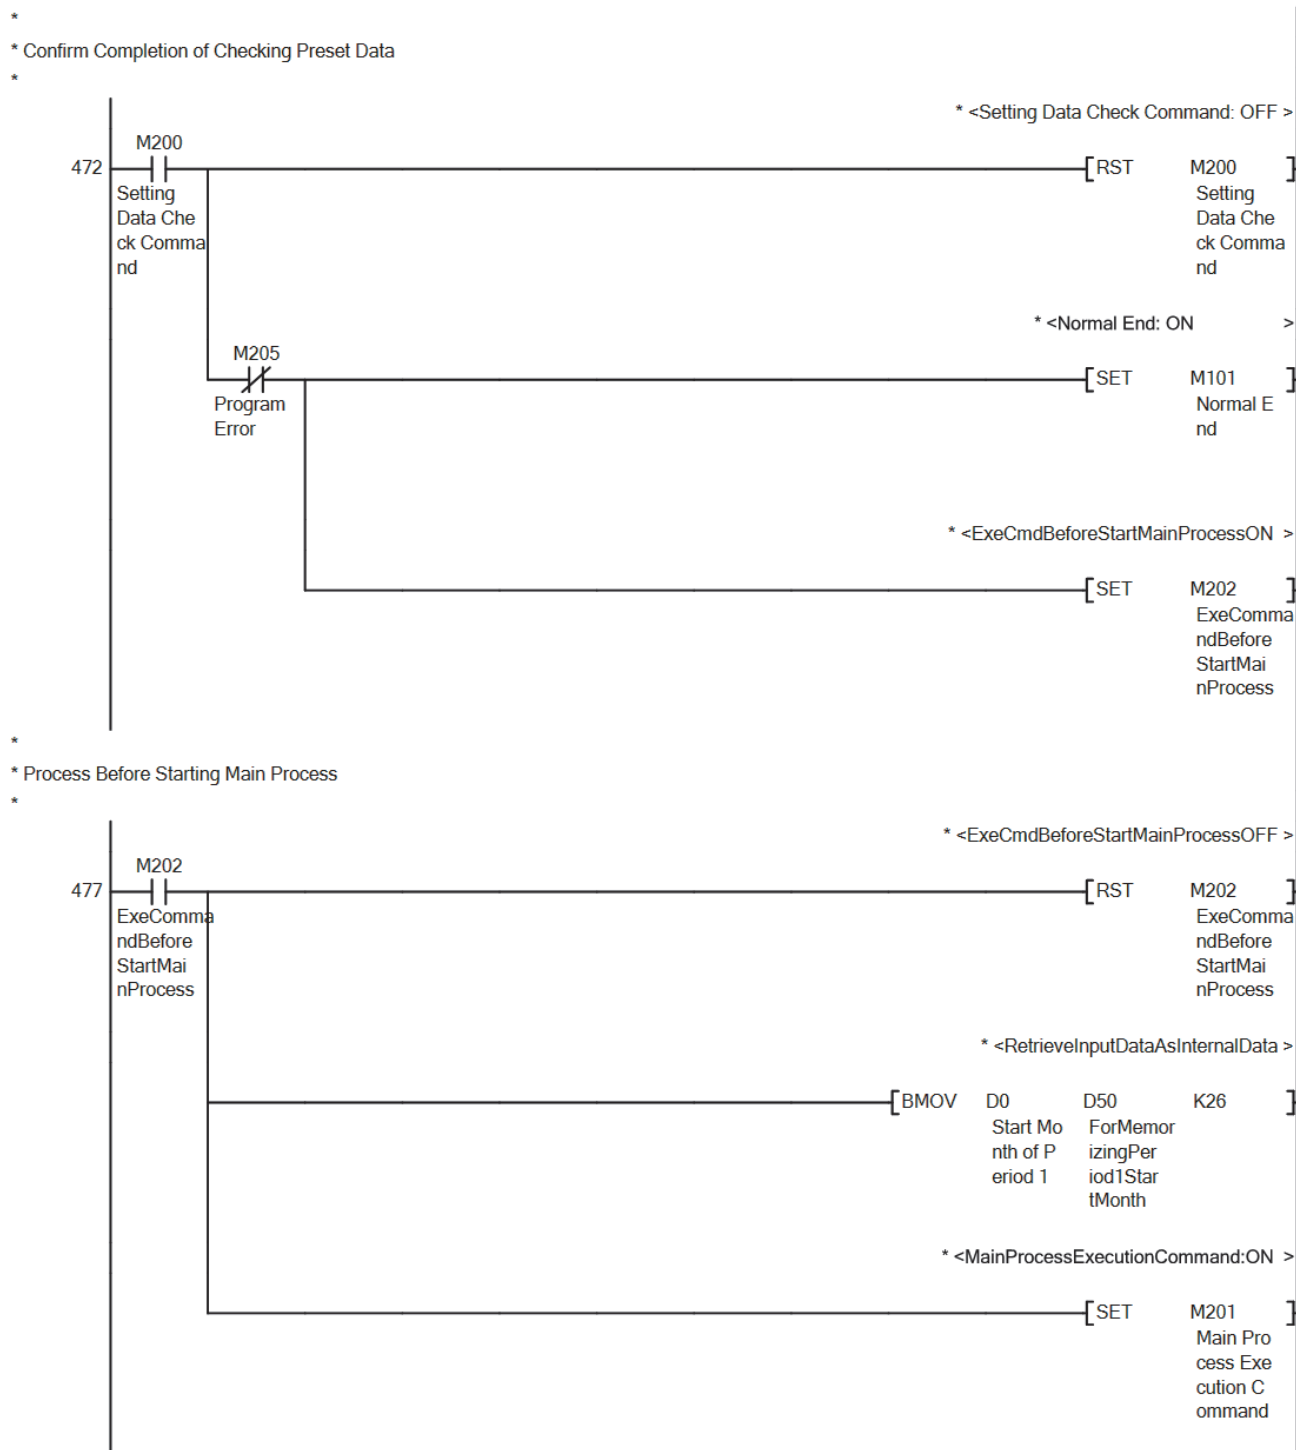 *
* Confirm Completion of Checking Preset Data
*
* <Setting Data Check Command: OFF >
M200
472
[RST M200 ]
Setting
Data Che
ck Comma
nd
Setting
Data Che
ck Comma
nd
* <Normal End: ON >
M205
[SET M101 ]
Program
Error
Normal E
nd
* <ExeCmdBeforeStartMainProcessON >
[SET M202 ]
ExeComma
ndBefore
StartMai
nProcess
*
* Process Before Starting Main Process
*
* <ExeCmdBeforeStartMainProcessOFF >
M202
477
[RST M202 ]
ExeComma
ndBefore
StartMai
nProcess
ExeComma
ndBefore
StartMai
nProcess
* <RetrieveInputDataAsInternalData >
[BMOV D0 D50 K26 ]
Start Mo
nth of P
eriod 1
ForMemor
izingPer
iod1Star
tMonth
* <MainProcessExecutionCommand:ON >
[SET M201 ]
Main Pro
cess Exe
cution C
ommand